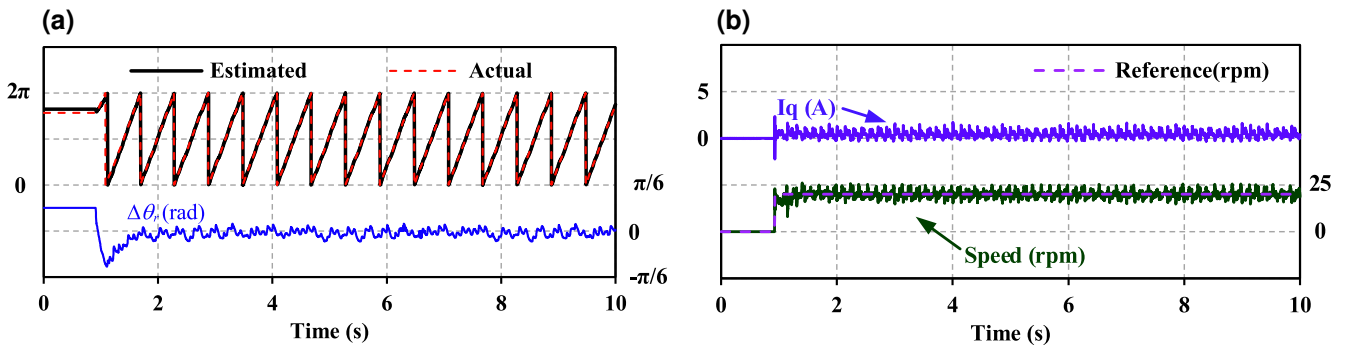 (a)
Estimated
Actual
2π
0
π/6
Δθr (rad)
0
-π/6
0
2
4
6
8
10
Time (s)
(b)
Reference(rpm)
5
Iq (A)
0
25
Speed (rpm)
0
2
4
6
8
10
Time (s)